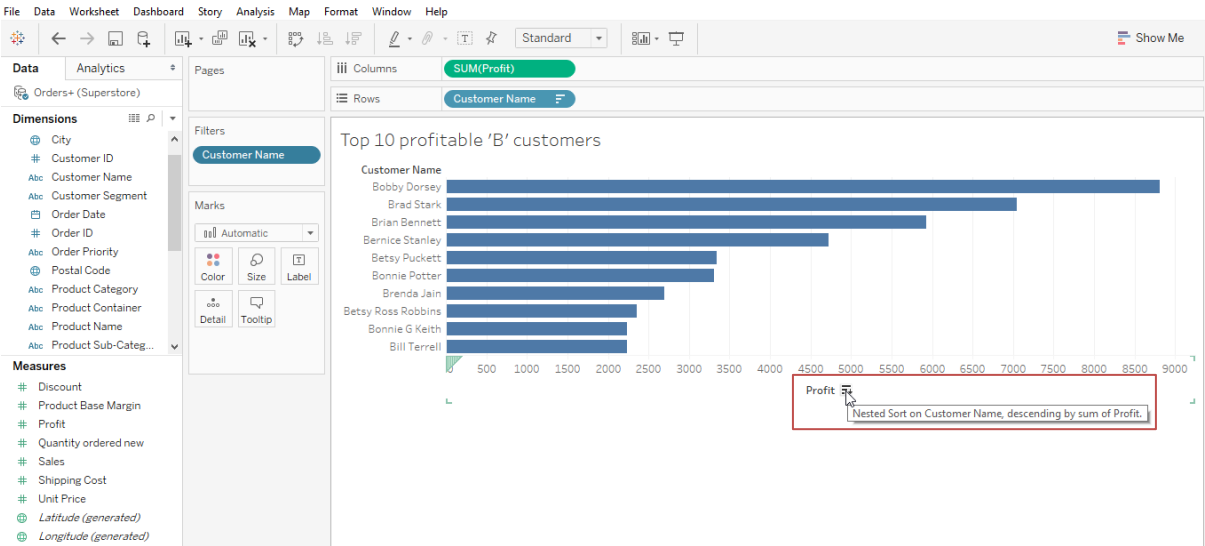 File Data Worksheet Dashboard Story Analysis Map Format Window Help
Standard
Show Me
Data Analytics
Orders+ (Superstore)
Dimensions
City
# Customer ID
Abc Customer Name
Abc Customer Segment
Order Date
# Order ID
Abc Order Priority
Postal Code
Abc Product Category
Abc Product Container
Abc Product Name
Abc Product Sub-Categ...
Measures
# Discount
# Product Base Margin
# Profit
# Quantity ordered new
# Sales
# Shipping Cost
# Unit Price
Latitude (generated)
Longitude (generated)
Pages
Filters
Customer Name
Marks
Automatic
Color Size Label
Detail Tooltip
Columns SUM(Profit)
Rows Customer Name
Top 10 profitable 'B' customers
Customer Name
Bobby Dorsey
Brad Stark
Brian Bennett
Bernice Stanley
Betsy Puckett
Bonnie Potter
Brenda Jain
Betsy Ross Robbins
Bonnie G Keith
Bill Terrell
0 500 1000 1500 2000 2500 3000 3500 4000 4500 5000 5500 6000 6500 7000 7500 8000 8500 9000
Profit
Nested Sort on Customer Name, descending by sum of Profit.